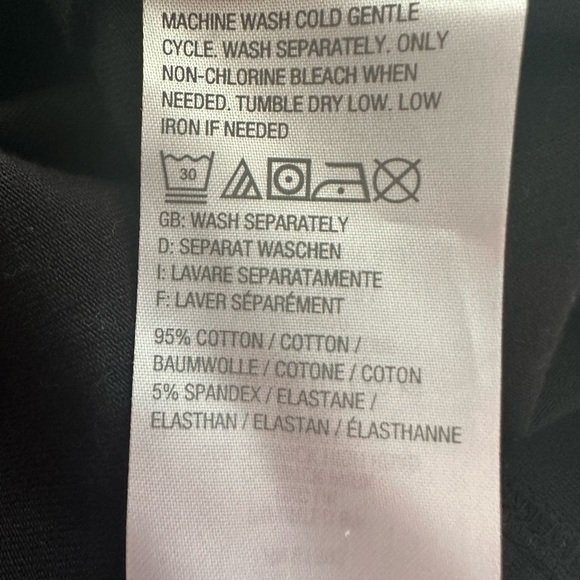 MACHINE WASH COLD GENTLE
CYCLE. WASH SEPARATELY. ONLY
NON-CHLORINE BLEACH WHEN
NEEDED. TUMBLE DRY LOW. LOW
IRON IF NEEDED
30
GB: WASH SEPARATELY
D: SEPARAT WASCHEN
I: LAVARE SEPARATAMENTE
F: LAVER SÉPARÉMENT
95% COTTON / COTTON /
BAUMWOLLE / COTONE / COTON
5% SPANDEX / ELASTANE /
ELASTHAN / ELASTAN / ÉLASTHANNE